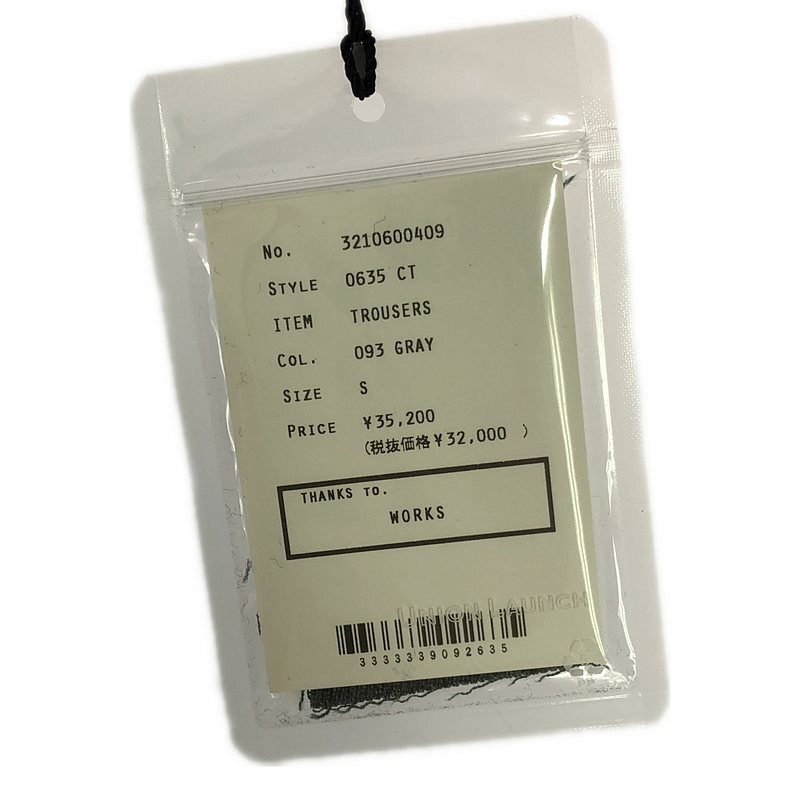 No. 3210600409
STYLE 0635 CT
ITEM TROUSERS
COL. 093 GRAY
SIZE S
PRICE ¥35,200
(税抜価格¥32,000 )
THANKS TO.
WORKS
UNION LAUNCH
3333339092635